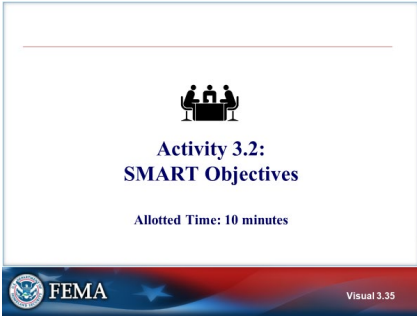 Activity 3.2:
SMART Objectives
Allotted Time: 10 minutes
FEMA
Visual 3.35